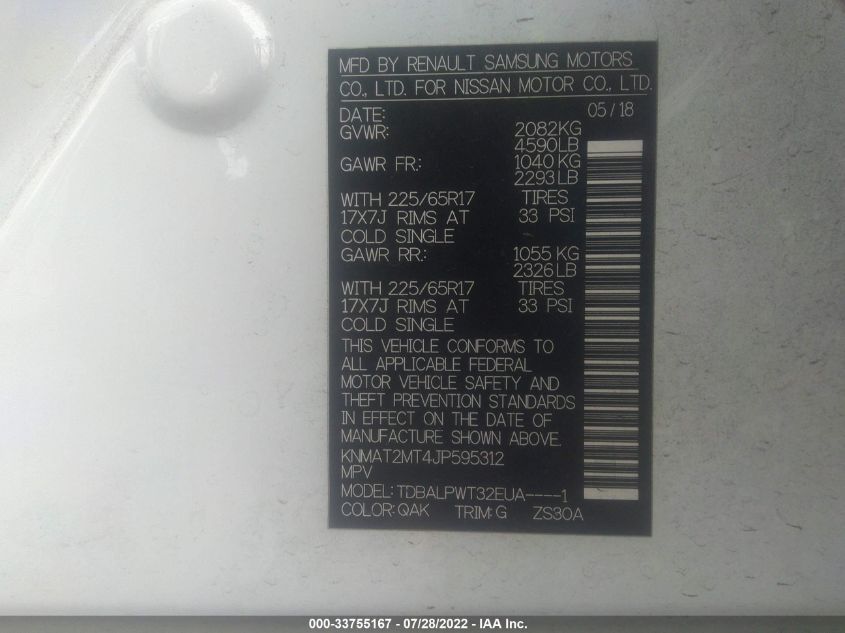 MFD BY RENAULT SAMSUNG MOTORS
CO., LTD. FOR NISSAN MOTOR CO., LTD.
DATE: 05/18
GVWR: 2082KG
4590LB
GAWR FR.: 1040 KG
2293LB
WITH 225/65R17 TIRES
17X7J RIMS AT 33 PSI
COLD SINGLE
GAWR RR.: 1055 KG
2326LB
WITH 225/65R17 TIRES
17X7J RIMS AT 33 PSI
COLD SINGLE
THIS VEHICLE CONFORMS TO
ALL APPLICABLE FEDERAL
MOTOR VEHICLE SAFETY AND
THEFT PREVENTION STANDARDS
IN EFFECT ON THE DATE OF
MANUFACTURE SHOWN ABOVE.
KNMAT2MT4JP595312
MPV
MODEL: TDBALPWT32EUA----1
COLOR: QAK TRIM: G ZS30A
000-33755167 - 07/28/2022 - IAA Inc.